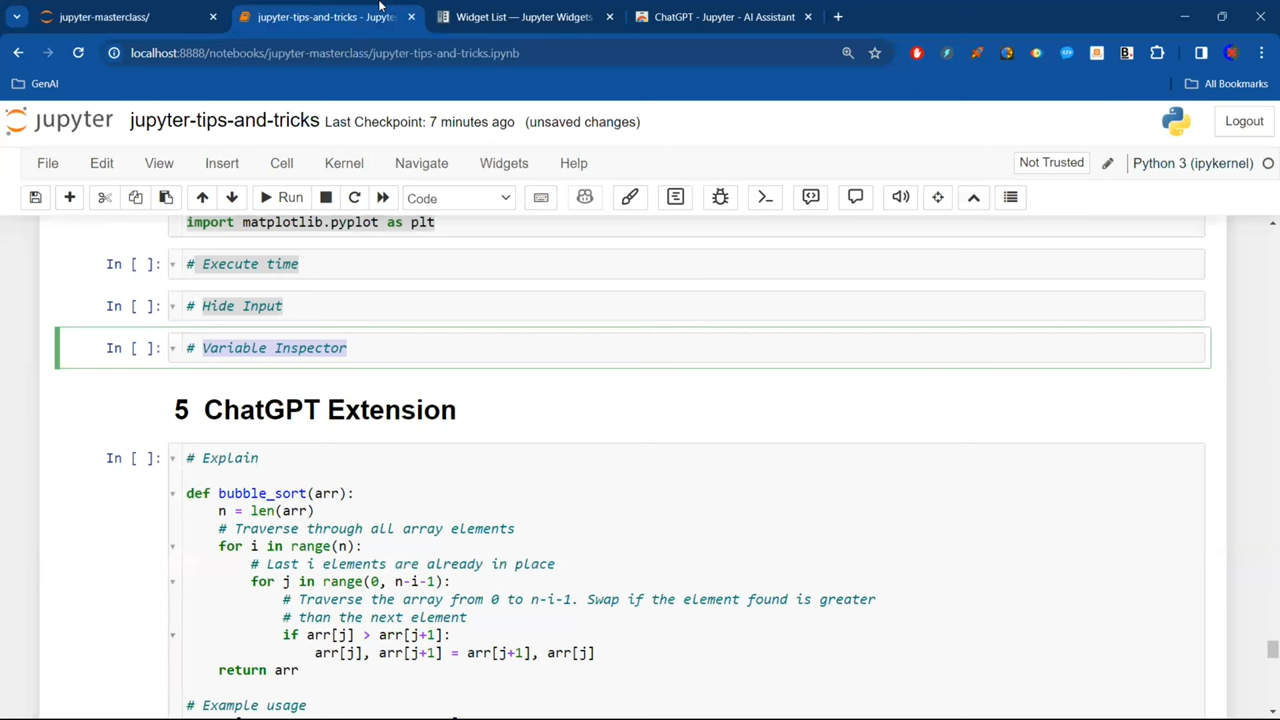 jupyter-masterclass/
jupyter-tips-and-tricks - Jupyte
Widget List — Jupyter Widgets
ChatGPT - Jupyter - AI Assistant
localhost:8888/notebooks/jupyter-masterclass/jupyter-tips-and-tricks.ipynb
GenAI
All Bookmarks
jupyter jupyter-tips-and-tricks Last Checkpoint: 7 minutes ago (unsaved changes)
Logout
File Edit View Insert Cell Kernel Navigate Widgets Help
Not Trusted
Python 3 (ipykernel)
Run
Code
import matplotlib.pyplot as plt
In [ ]: # Execute time
In [ ]: # Hide Input
In [ ]: # Variable Inspector
5 ChatGPT Extension
In [ ]: # Explain
def bubble_sort(arr):
n = len(arr)
# Traverse through all array elements
for i in range(n):
# Last i elements are already in place
for j in range(0, n-i-1):
# Traverse the array from 0 to n-i-1. Swap if the element found is greater
# than the next element
if arr[j] > arr[j+1]:
arr[j], arr[j+1] = arr[j+1], arr[j]
return arr
# Example usage